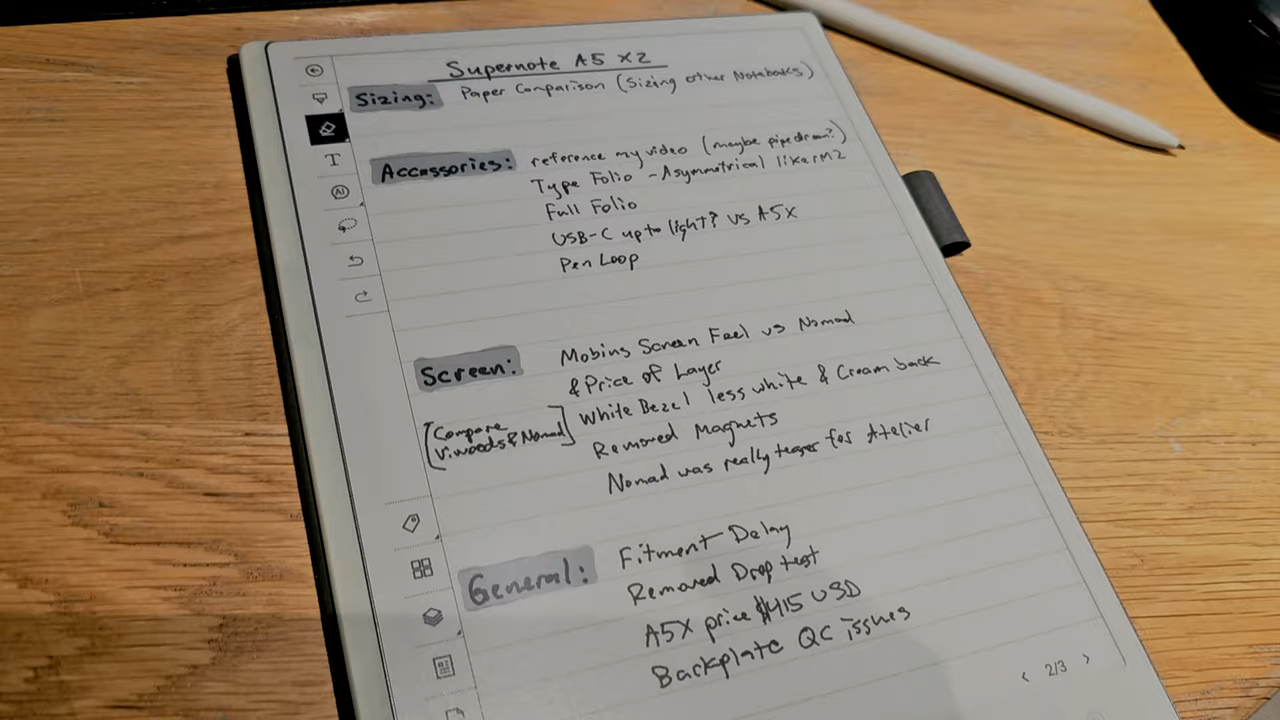 Supernote A5 X2
Sizing: Paper Comparison (Sizing other Notebooks)
Accessories: reference my video (maybe pipedream?)
Type Folio - Asymmetrical like RM2
Full Folio
USB-C up to light? vs A5X
Pen Loop
Screen: Mobius Screen Feel vs Nomad
& Price of Layer
[Compare Viwoods & Nomad] White Bezel less white & Cream back
Removed Magnets
Nomad was really teaser for Atelier
General: Fitment Delay
Removed Drop test
A5X price $415 USD
Backplate QC issues
T
AI
< 2/3 >